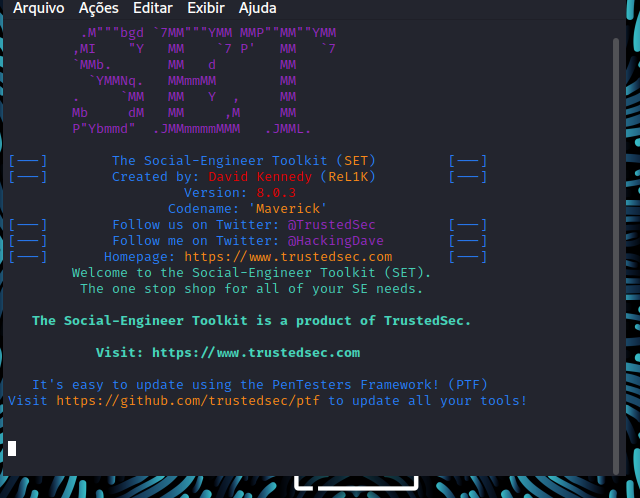 Arquivo Ações Editar Exibir Ajuda
.M"""bgd `7MM"""YMM MMP""MM""YMM
,MI "Y MM `7 P' MM `7
`MMb. MM d MM
`YMMNq. MMmmMM MM
. `MM MM Y , MM
Mb dM MM ,M MM
P"Ybmmd" .JMMmmmmMMM .JMML.
[---] The Social-Engineer Toolkit (SET) [---]
[---] Created by: David Kennedy (ReL1K) [---]
Version: 8.0.3
Codename: 'Maverick'
[---] Follow us on Twitter: @TrustedSec [---]
[---] Follow me on Twitter: @HackingDave [---]
[---] Homepage: https://www.trustedsec.com [---]
Welcome to the Social-Engineer Toolkit (SET).
The one stop shop for all of your SE needs.
The Social-Engineer Toolkit is a product of TrustedSec.
Visit: https://www.trustedsec.com
It's easy to update using the PenTesters Framework! (PTF)
Visit https://github.com/trustedsec/ptf to update all your tools!